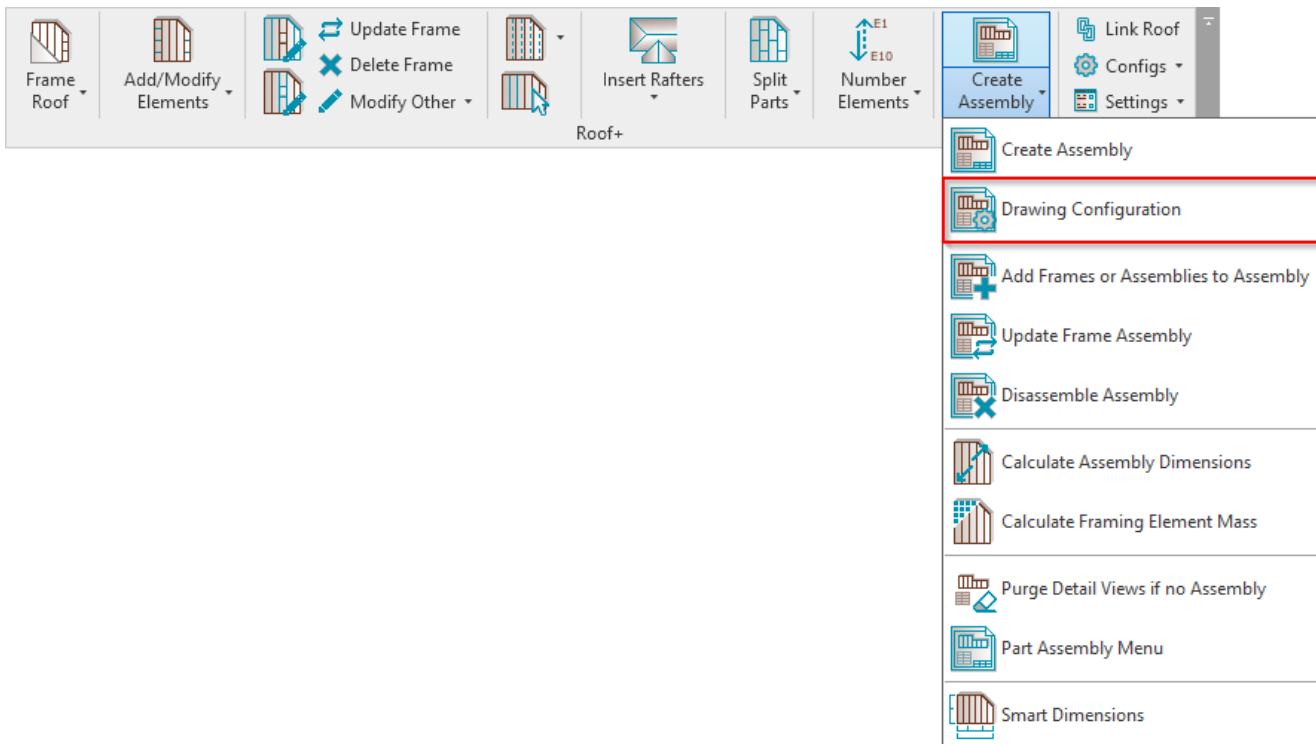 Frame
Roof
Add/Modify
Elements
Update Frame
Delete Frame
Modify Other
Insert Rafters
Split
Parts
E1
E10
Number
Elements
Create
Assembly
Link Roof
Configs
Settings
Roof+
Create Assembly
Drawing Configuration
Add Frames or Assemblies to Assembly
Update Frame Assembly
Disassemble Assembly
Calculate Assembly Dimensions
Calculate Framing Element Mass
Purge Detail Views if no Assembly
Part Assembly Menu
Smart Dimensions